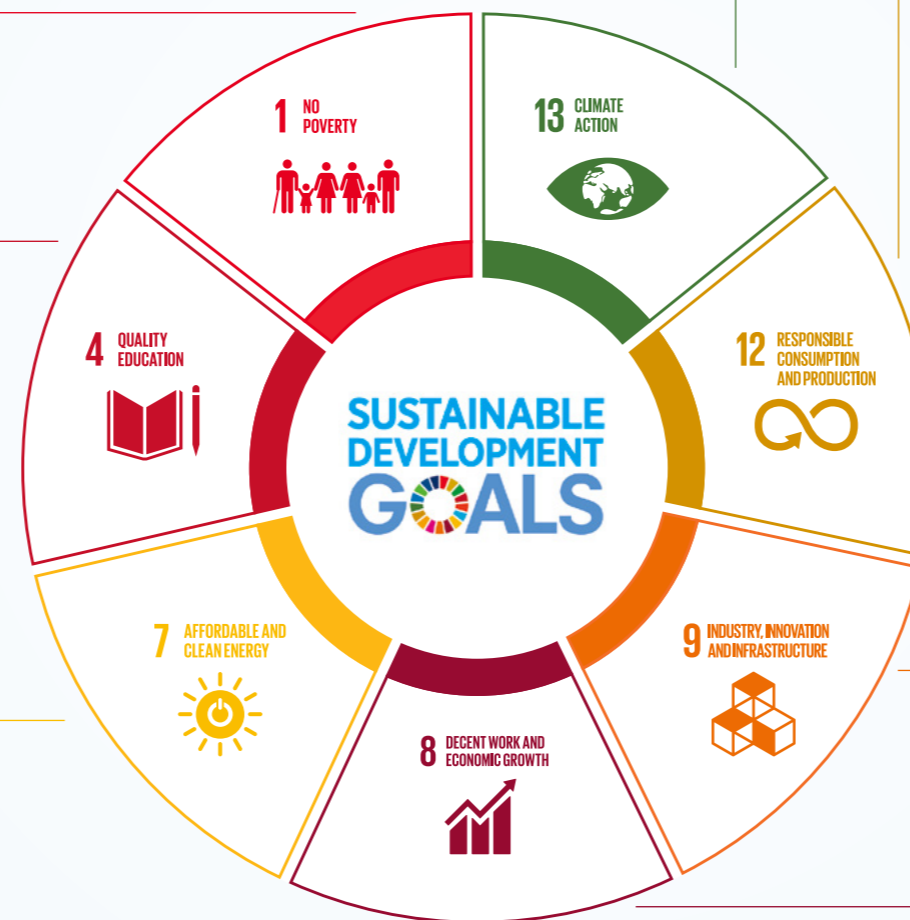 1 NO
POVERTY
13 CLIMATE
ACTION
4 QUALITY
EDUCATION
12 RESPONSIBLE
CONSUMPTION
AND PRODUCTION
SUSTAINABLE
DEVELOPMENT
GOALS
7 AFFORDABLE AND
CLEAN ENERGY
9 INDUSTRY, INNOVATION
AND INFRASTRUCTURE
8 DECENT WORK AND
ECONOMIC GROWTH